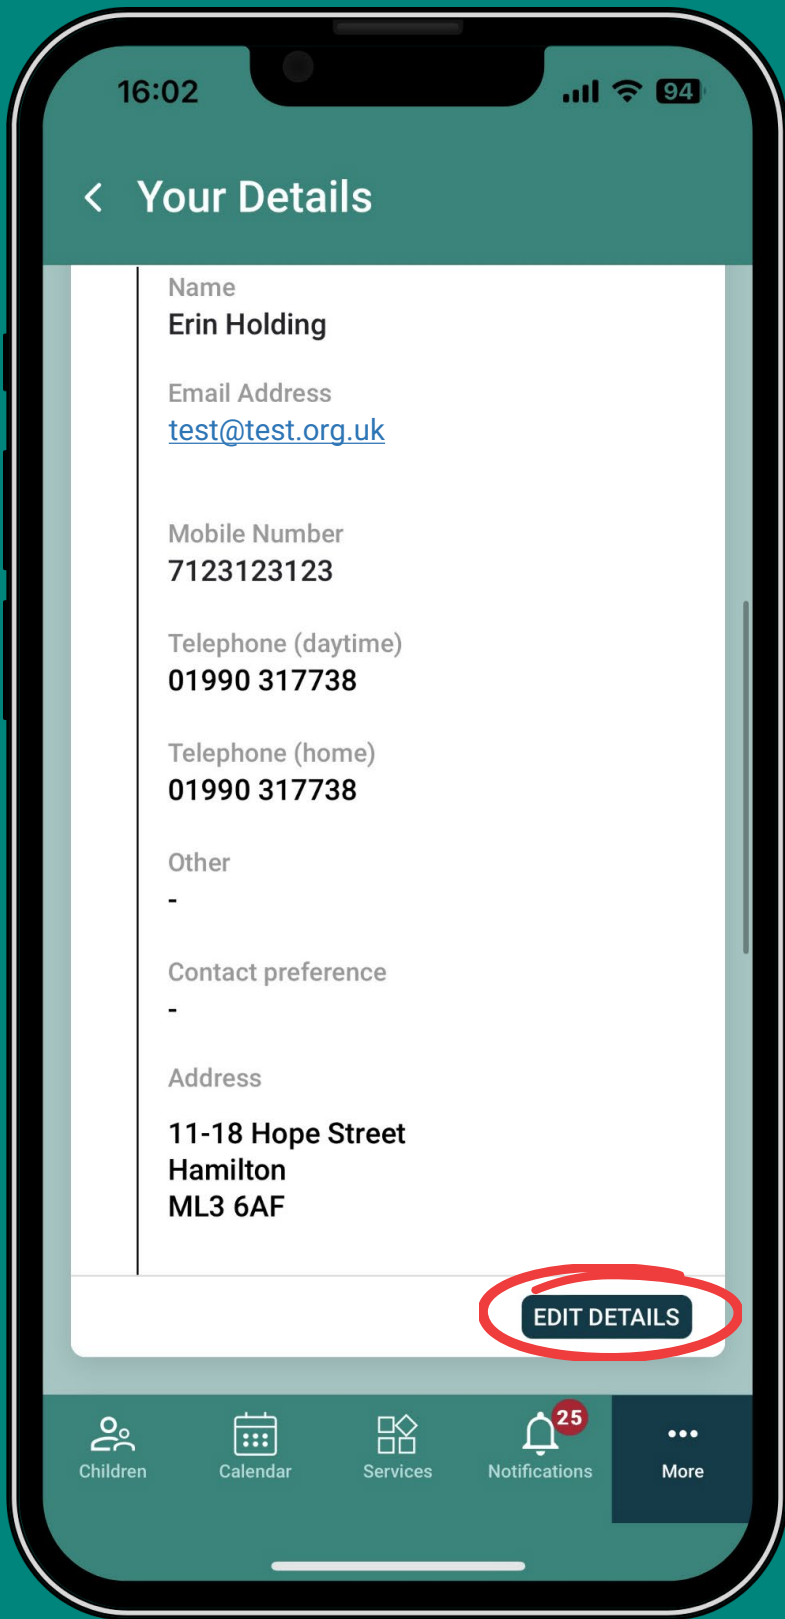 16:02
94
Your Details
Name
Erin Holding
Email Address
test@test.org.uk
Mobile Number
7123123123
Telephone (daytime)
01990 317738
Telephone (home)
01990 317738
Other
-
Contact preference
-
Address
11-18 Hope Street
Hamilton
ML3 6AF
EDIT DETAILS
25
Children
Calendar
Services
Notifications
More